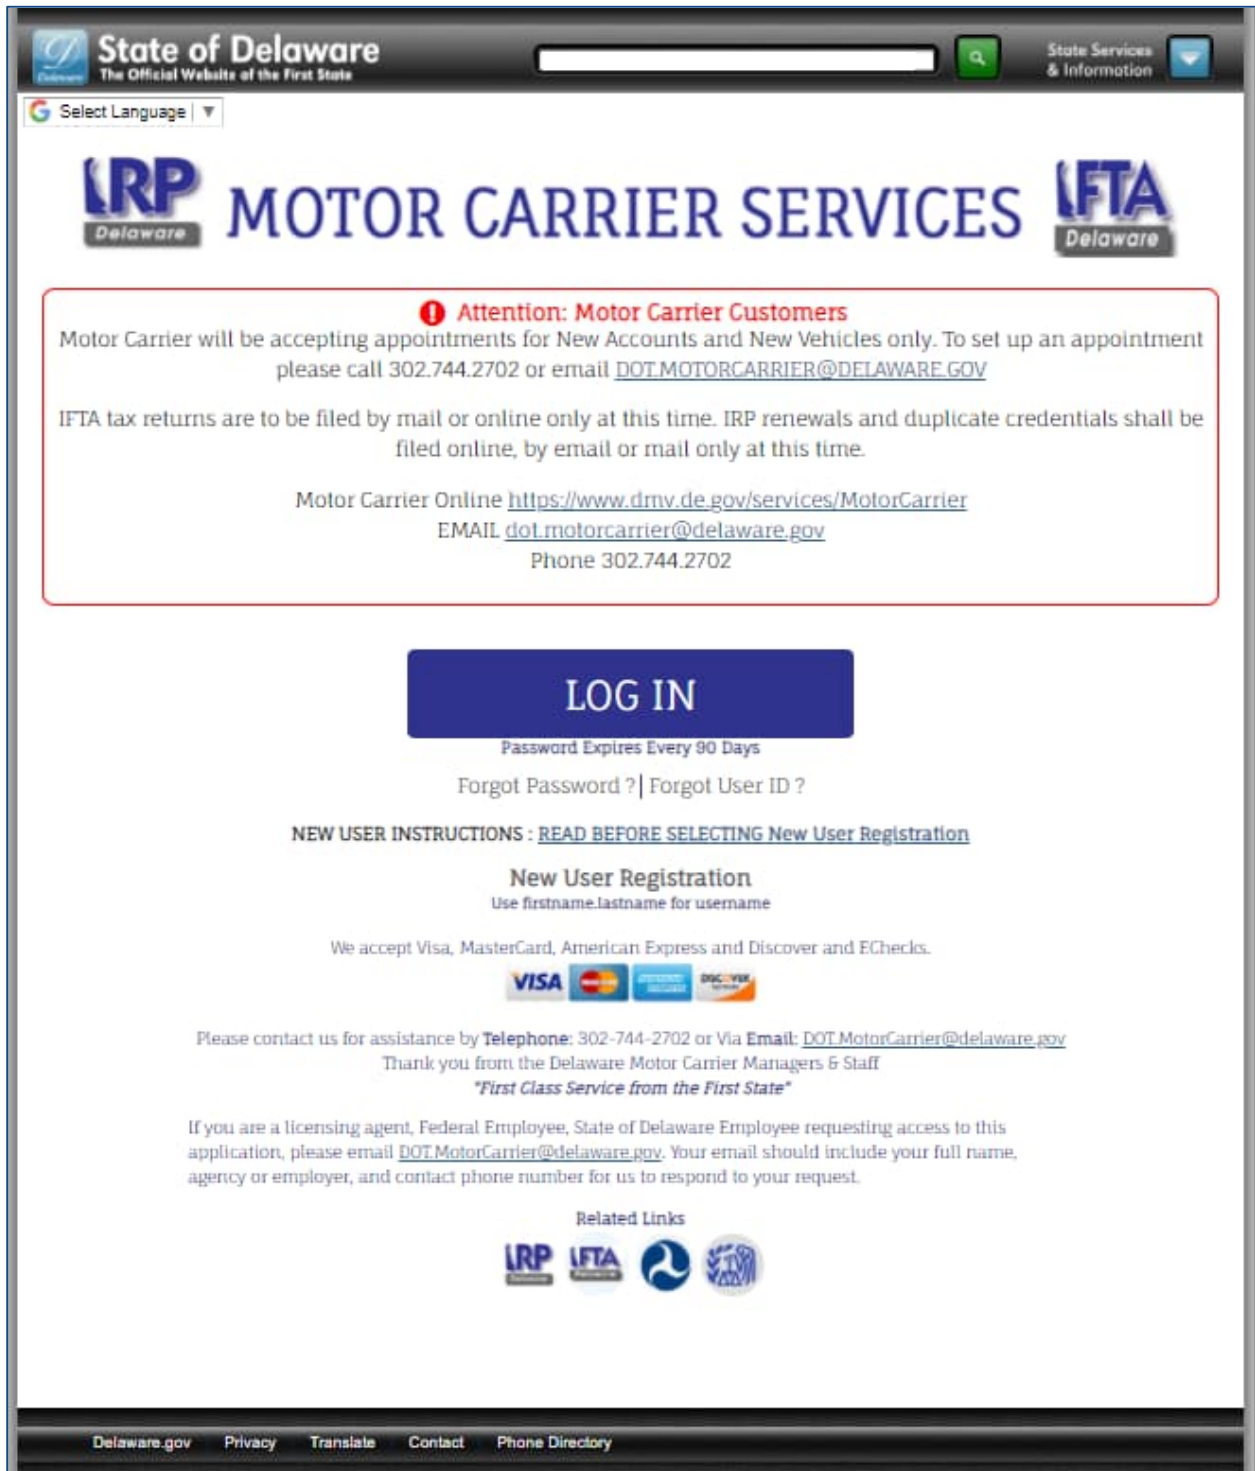 State of Delaware
The Official Website of the First State
State Services
& Information
Delaware
Select Language ▼
IRP
Delaware
MOTOR CARRIER SERVICES
IFTA
Delaware
Attention: Motor Carrier Customers
Motor Carrier will be accepting appointments for New Accounts and New Vehicles only. To set up an appointment
please call 302.744.2702 or email DOT.MOTORCARRIER@DELAWARE.GOV
IFTA tax returns are to be filed by mail or online only at this time. IRP renewals and duplicate credentials shall be
filed online, by email or mail only at this time.
Motor Carrier Online https://www.dmv.de.gov/services/MotorCarrier
EMAIL dot.motorcarrier@delaware.gov
Phone 302.744.2702
LOG IN
Password Expires Every 90 Days
Forgot Password ? | Forgot User ID ?
NEW USER INSTRUCTIONS : READ BEFORE SELECTING New User Registration
New User Registration
Use firstname.lastname for username
We accept Visa, MasterCard, American Express and Discover and EChecks.
VISA
DISCOVER
Please contact us for assistance by Telephone: 302-744-2702 or Via Email: DOT.MotorCarrier@delaware.gov
Thank you from the Delaware Motor Carrier Managers & Staff
"First Class Service from the First State"
If you are a licensing agent, Federal Employee, State of Delaware Employee requesting access to this
application, please email DOT.MotorCarrier@delaware.gov. Your email should include your full name,
agency or employer, and contact phone number for us to respond to your request.
Related Links
IRP
IFTA
Delaware.gov Privacy Translate Contact Phone Directory